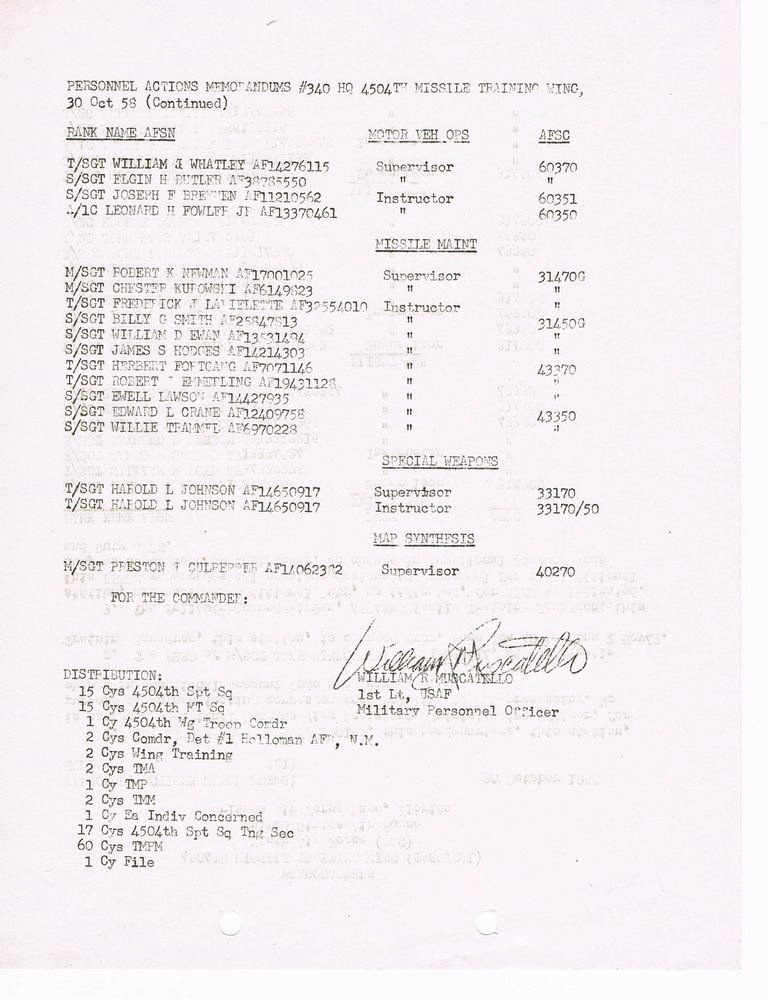 PERSONNEL ACTIONS MEMORANDUMS #340 HQ 4504TH MISSILE TRAINING WING,
30 Oct 58 (Continued)
RANK NAME AFSN MOTOR VEH OPS AFSC
T/SGT WILLIAM J WHATLEY AF14276115 Supervisor 60370
S/SGT ELGIN H BUTLER " "
S/SGT JOSEPH F AF11210562 Instructor 60351
A/1C LEONARD H FOWLER JR AF13370461 " 60350
MISSILE MAINT
M/SGT ROBERT K NEWMAN AF17001025 Supervisor 31470G
M/SGT CHESTER KUROWSKI AF6149823 " "
T/SGT FREDERICK J AF32554010 Instructor "
S/SGT BILLY G SMITH AF25847813 " 31450G
S/SGT WILLIAM D EWAN AF13531494 " "
S/SGT JAMES S HODGES AF14214303 " "
T/SGT HERBERT FORTGANG AF7071146 " 43370
T/SGT ROBERT EMMERLING AF19431128 " "
S/SGT EWELL LAWSON AF14427935 " "
S/SGT EDWARD L CRANE AF12409758 " 43350
S/SGT WILLIE TRAMMEL AF6970228 " "
SPECIAL WEAPONS
T/SGT HAROLD L JOHNSON AF14650917 Supervisor 33170
T/SGT HAROLD L JOHNSON AF14650917 Instructor 33170/50
MAP SYNTHESIS
M/SGT PRESTON J CULPEPPER Supervisor 40270
FOR THE COMMANDER:
William R Muscatello
DISTRIBUTION: WILLIAM R MUSCATELLO
15 Cys 4504th Spt Sq 1st Lt, USAF
15 Cys 4504th MT Sq Military Personnel Officer
1 Cy 4504th Wg Troop Comdr
2 Cys Comdr, Det #1 Holloman AFB, N.M.
2 Cys Wing Training
2 Cys TMA
1 Cy TMP
2 Cys TMM
1 Cy Ea Indiv Concerned
17 Cys 4504th Spt Sq Tng Sec
60 Cys TMPM
1 Cy File